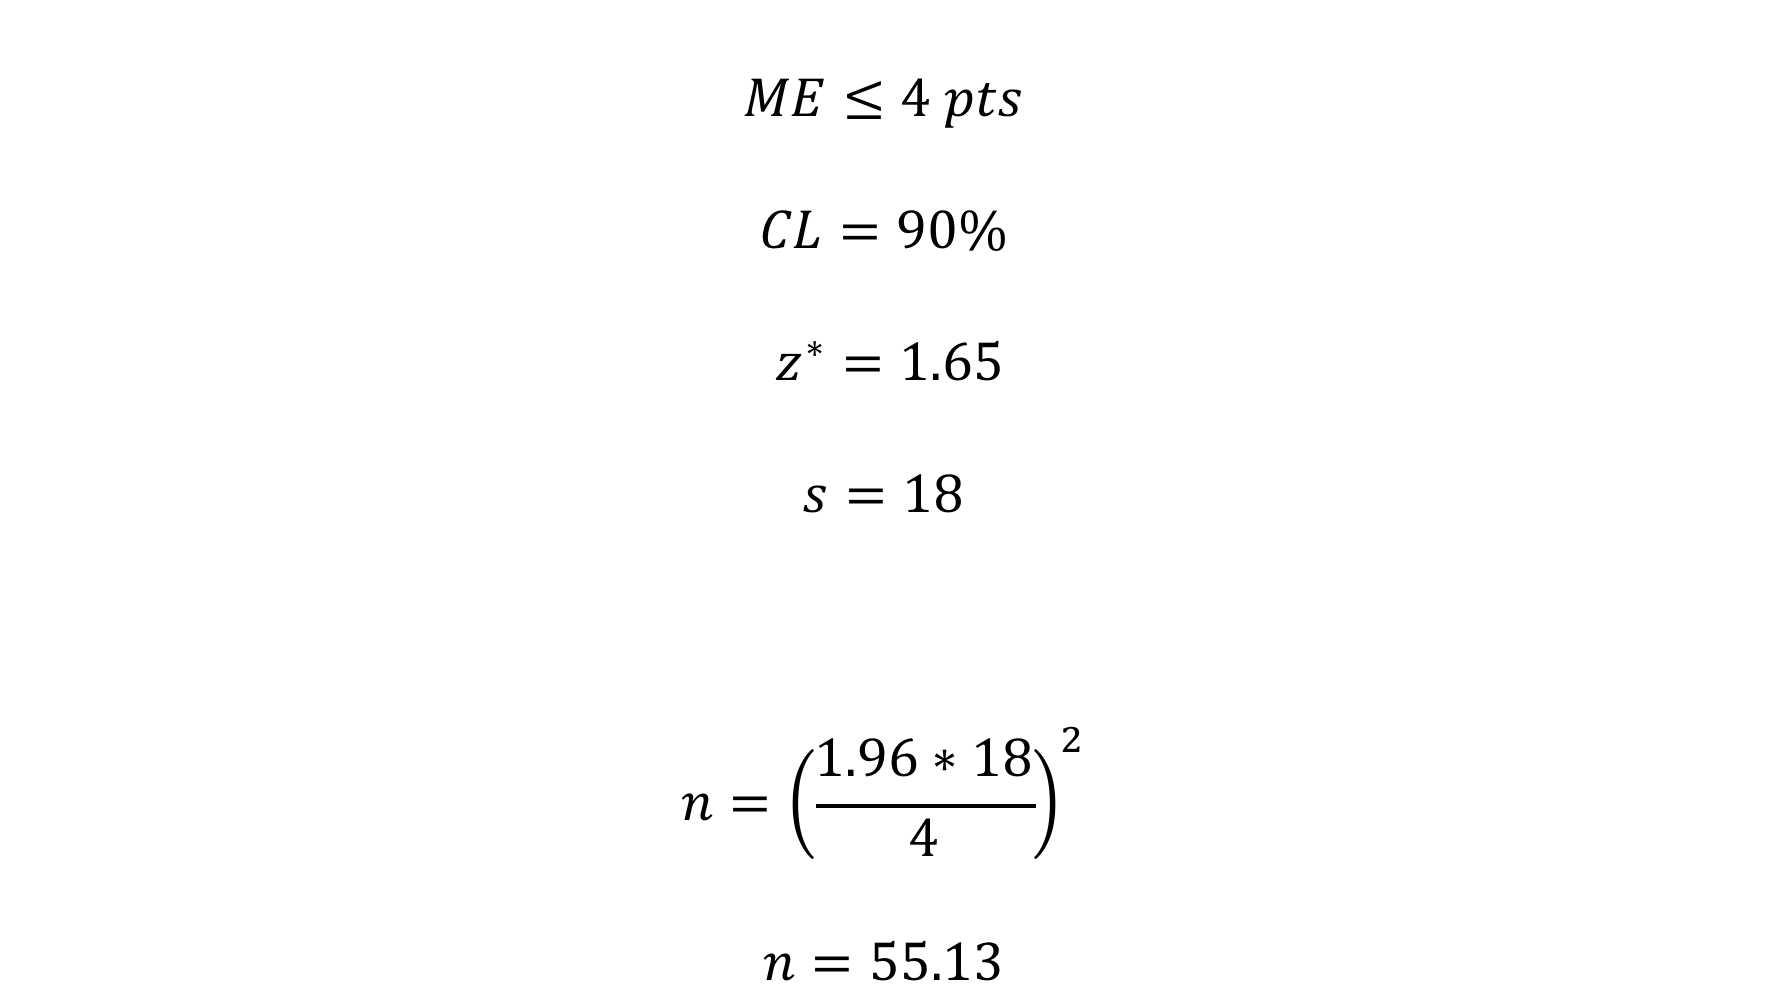 ME ≤ 4 pts
CL = 90%
z* = 1.65
s = 18
n = (1.96 * 18 / 4)²
n = 55.13